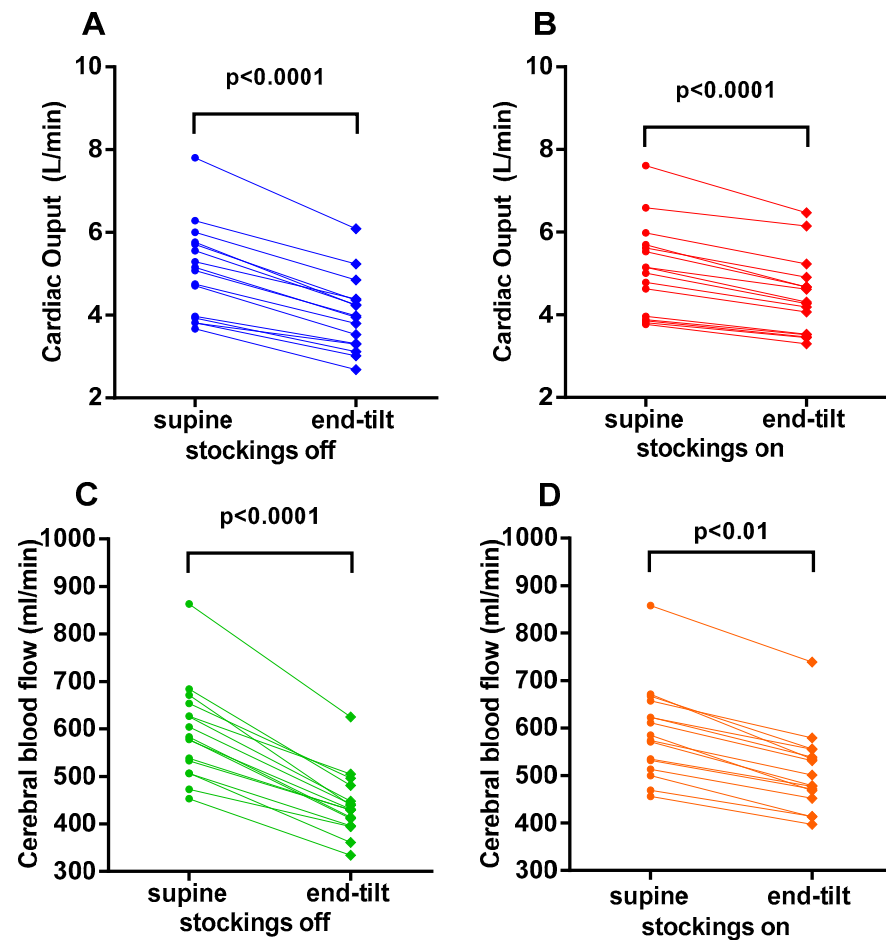 A
Cardiac Ouput (L/min)
10
8
6
4
2
p<0.0001
supine
end-tilt
stockings off
B
Cardiac Ouput (L/min)
10
8
6
4
2
p<0.0001
supine
end-tilt
stockings on
C
Cerebral blood flow (ml/min)
1000
900
800
700
600
500
400
300
p<0.0001
supine
end-tilt
stockings off
D
Cerebral blood flow (ml/min)
1000
900
800
700
600
500
400
300
p<0.01
supine
end-tilt
stockings on